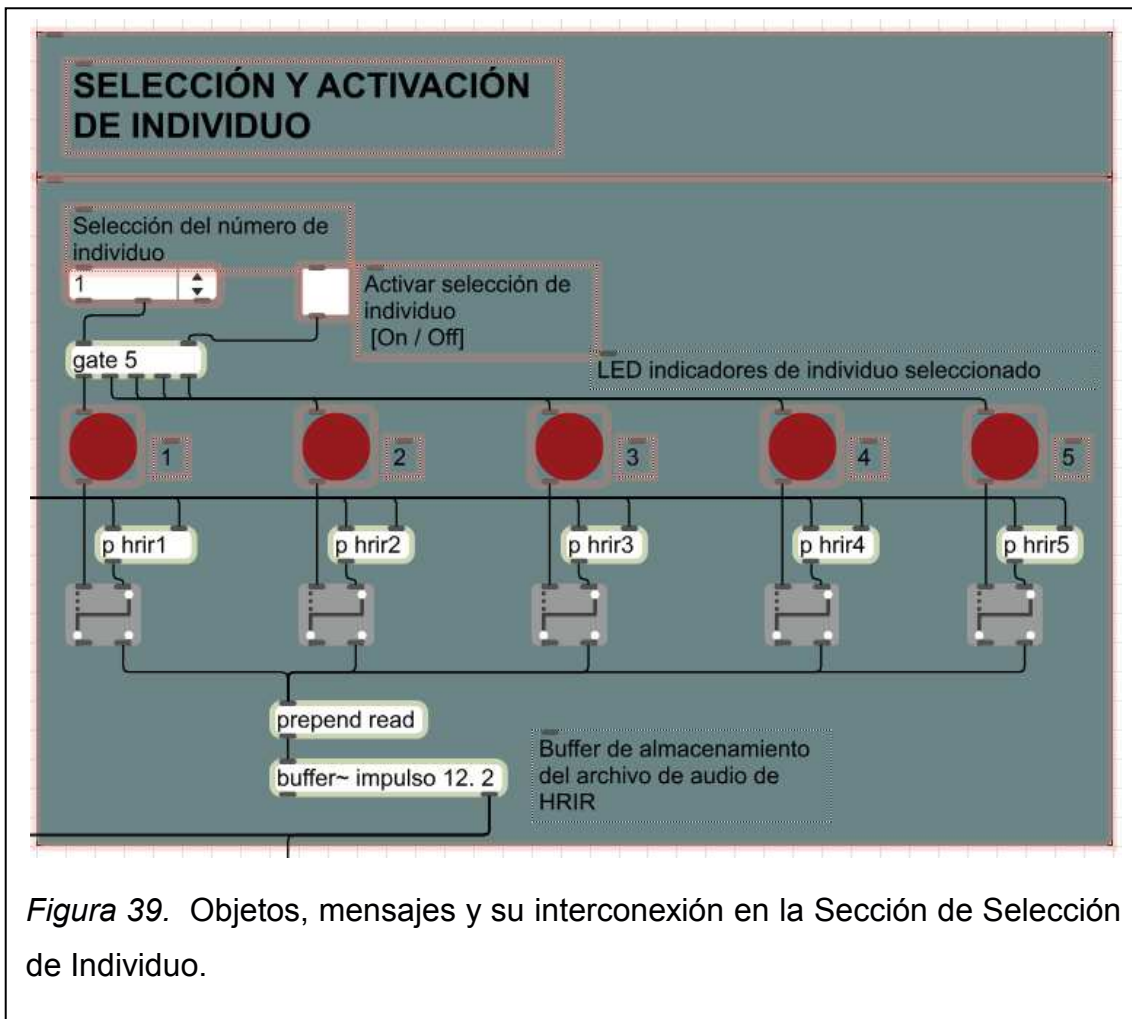 SELECCIÓN Y ACTIVACIÓN
DE INDIVIDUO
Selección del número de
individuo
1
Activar selección de
individuo
[On / Off]
gate 5
LED indicadores de individuo seleccionado
1
2
3
4
5
p hrir1
p hrir2
p hrir3
p hrir4
p hrir5
prepend read
buffer~ impulso 12. 2
Buffer de almacenamiento
del archivo de audio de
HRIR
Figura 39. Objetos, mensajes y su interconexión en la Sección de Selección
de Individuo.